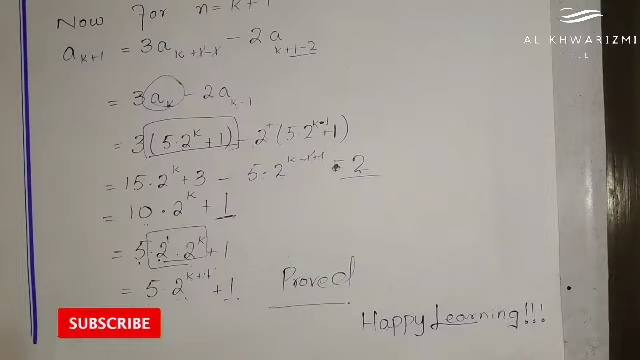 Now For n = k+1
AL KHWARIZMI
a_{k+1} = 3a_{k+1-1} - 2a_{k+1-2}
= 3a_k - 2a_{k-1}
= 3(5·2^k + 1) - 2(5·2^{k-1}+1)
= 15·2^k + 3 - 5·2^{k-1+1} - 2
= 10·2^k + 1
= 5·2^1·2^k + 1
= 5·2^{k+1} + 1 Proved
SUBSCRIBE
Happy Learning!!!